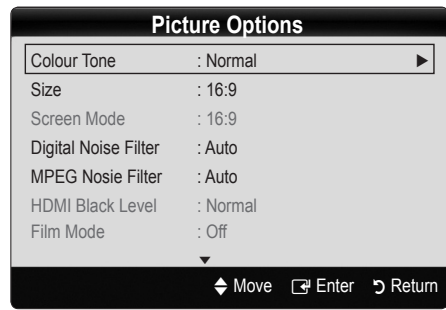 Picture Options
Colour Tone : Normal
Size : 16:9
Screen Mode : 16:9
Digital Noise Filter : Auto
MPEG Nosie Filter : Auto
HDMI Black Level : Normal
Film Mode : Off
Move Enter Return